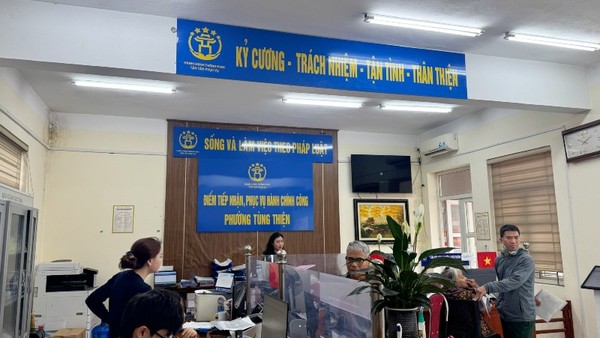 KỶ CƯƠNG - TRÁCH NHIỆM - TẬN TÌNH - THÂN THIỆN
SỐNG VÀ LÀM VIỆC THEO PHÁP LUẬT
ĐIỂM TIẾP NHẬN, PHỤC VỤ HÀNH CHÍNH CÔNG
PHƯỜNG TÙNG THIỆN